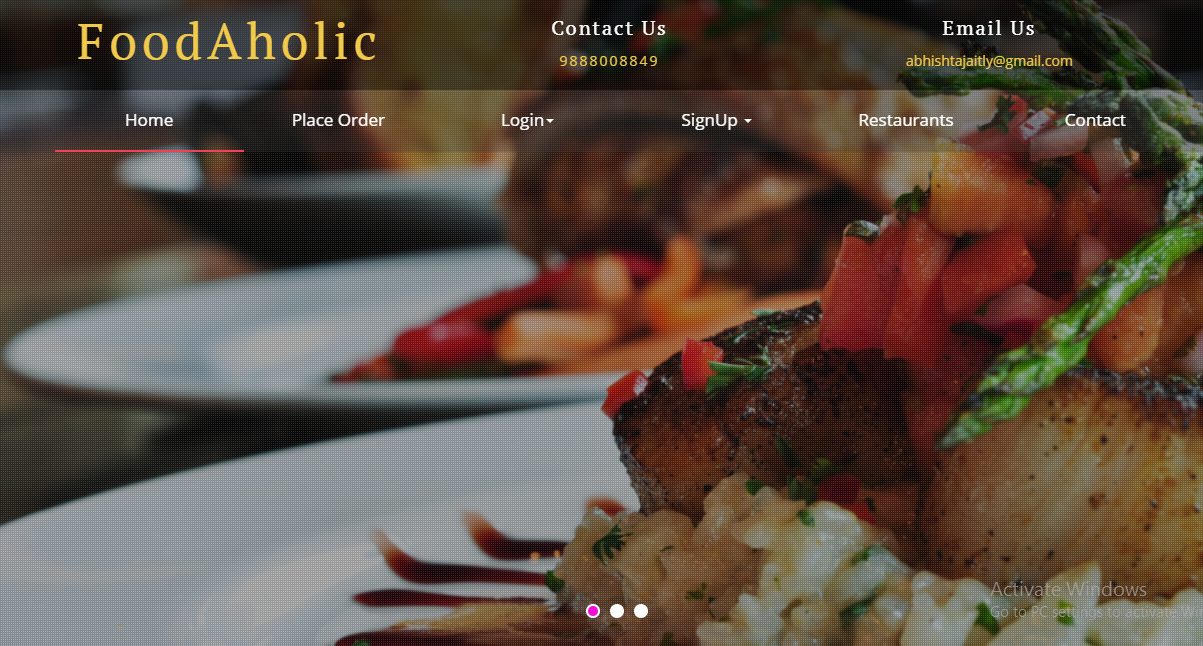 FoodAholic
Contact Us
9888008849
Email Us
abhishtajaitly@gmail.com
Home
Place Order
Login
SignUp
Restaurants
Contact
Activate Windows
Go to PC settings to activate